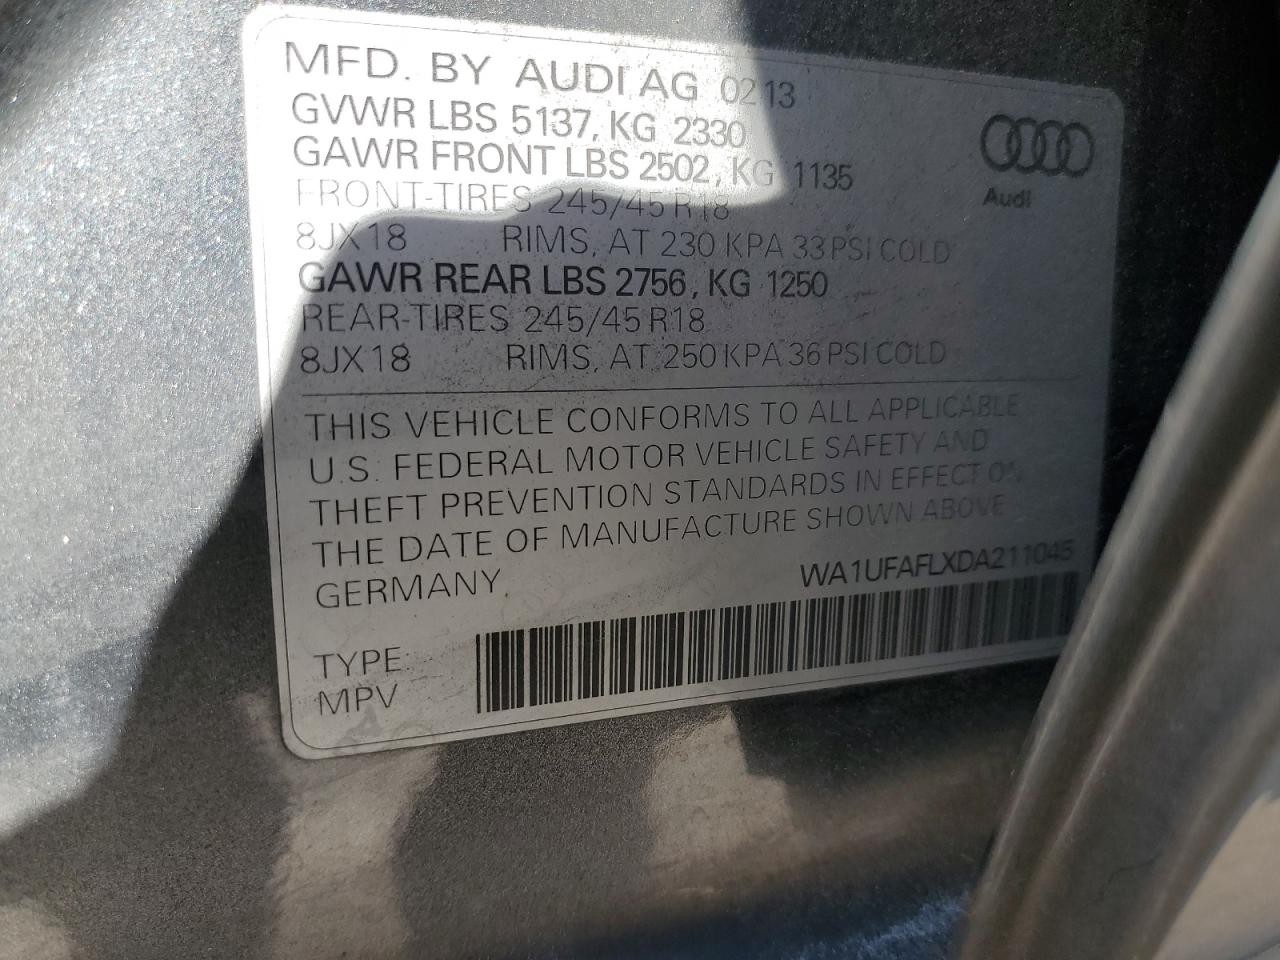 MFD. BY AUDI AG 02 13
GVWR LBS 5137, KG 2330
GAWR FRONT LBS 2502, KG 1135
FRONT-TIRES 245/45 R 18
8JX18 RIMS, AT 230 KPA 33 PSI COLD
GAWR REAR LBS 2756, KG 1250
REAR-TIRES 245/45 R18
8JX18 RIMS, AT 250 KPA 36 PSI COLD
Audi
THIS VEHICLE CONFORMS TO ALL APPLICABLE
U.S. FEDERAL MOTOR VEHICLE SAFETY AND
THEFT PREVENTION STANDARDS IN EFFECT
THE DATE OF MANUFACTURE SHOWN ABOVE
GERMANY
WA1UFAFLXDA211045
TYPE:
MPV